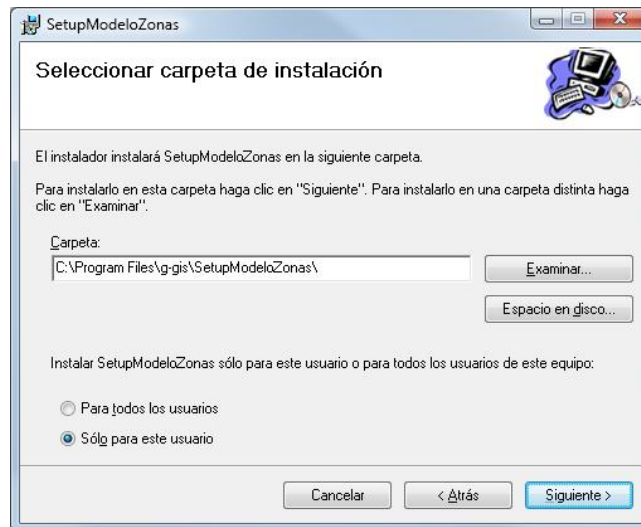 SetupModeloZonas
Seleccionar carpeta de instalación
El instalador instalará SetupModeloZonas en la siguiente carpeta.
Para instalarlo en esta carpeta haga clic en "Siguiente". Para instalarlo en una carpeta distinta haga
clic en "Examinar".
Carpeta:
C:\Program Files\g-gis\SetupModeloZonas\
Examinar...
Espacio en disco...
Instalar SetupModeloZonas sólo para este usuario o para todos los usuarios de este equipo:
Para todos los usuarios
Sólo para este usuario
Cancelar
< Atrás
Siguiente >